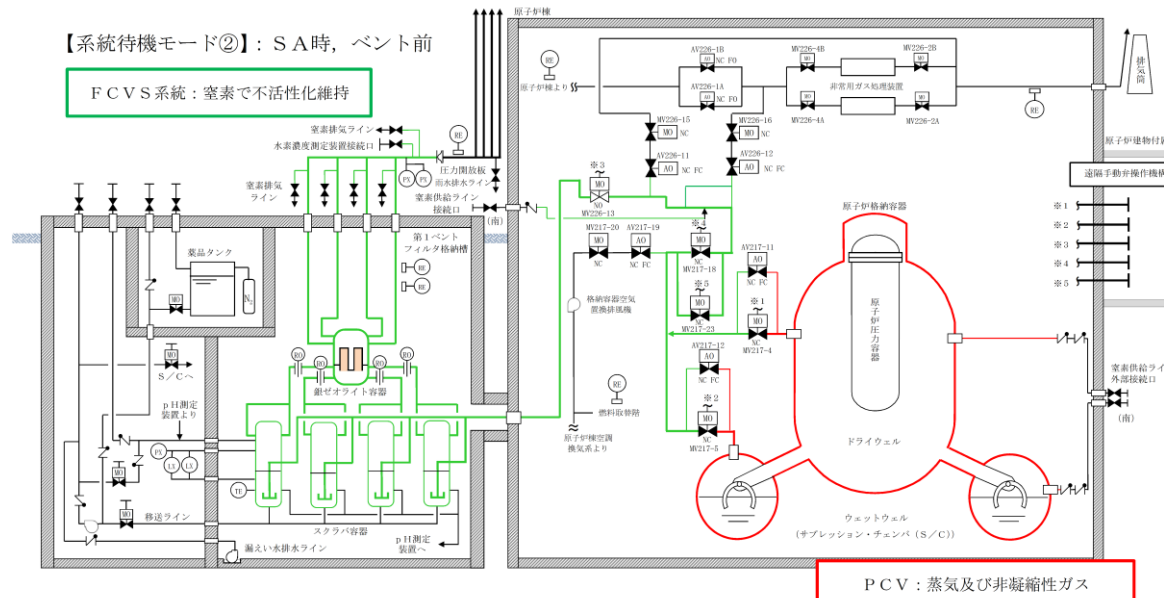 【系統待機モード②】：ＳＡ時，ベント前
ＦＣＶＳ系統：窒素で不活性化維持
原子炉棟
RE
原子炉棟より
AV226-1B
AO
NC FO
AV226-1A
AO
NC FO
MV226-4B
MO
MV226-2B
MO
非常用ガス処理装置
MO
MV226-4A
MO
MV226-2A
RE
排気筒
MV226-15
MO
NC
MV226-16
MO
NC
AV226-11
AO
NC FC
AV226-12
AO
NC FC
窒素排気ライン
水素濃度測定装置接続口
RE
PX
PX
圧力開放板
雨水排水ライン
窒素排気
ライン
窒素供給ライン
接続口
(南)
※3
MO
NO
MV226-13
MV217-20
MO
NC
AV217-19
AO
NC FC
※4
MO
NC
MV217-18
※5
MO
NC
MV217-23
AV217-11
AO
NC FC
※1
MO
NC
MV217-4
AV217-12
AO
NC FC
※2
MO
NC
MV217-5
原子炉建物付属
遠隔手動弁操作機構
※1
※2
※3
※4
※5
原子炉格納容器
原子炉圧力容器
ドライウェル
ウェットウェル
(サプレッション・チェンバ（Ｓ／Ｃ）)
窒素供給ライ
外部接続口
(南)
第１ベント
フィルタ格納槽
RE
RE
薬品タンク
MO
N₂
MO
Ｓ／Ｃへ
ｐＨ測定
装置より
RO
RO
RO
RO
銀ゼオライト容器
PX
LX
LX
MO
TE
MO
移送ライン
スクラバ容器
漏えい水排水ライン
ｐＨ測定
装置へ
格納容器空気
置換排風機
RE
燃料取替階
原子炉棟空調
換気系より
ＰＣＶ：蒸気及び非凝縮性ガス